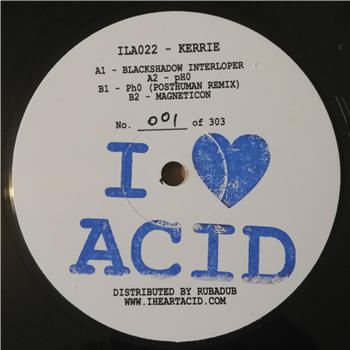 ILA022 - KERRIE
A1 - BLACKSHADOW INTERLOPER
A2 - pH0
B1 - Ph0 (POSTHUMAN REMIX)
B2 - MAGNETICON
No. 001 of 303
I
ACID
DISTRIBUTED BY RUBADUB
WWW.IHEARTACID.COM